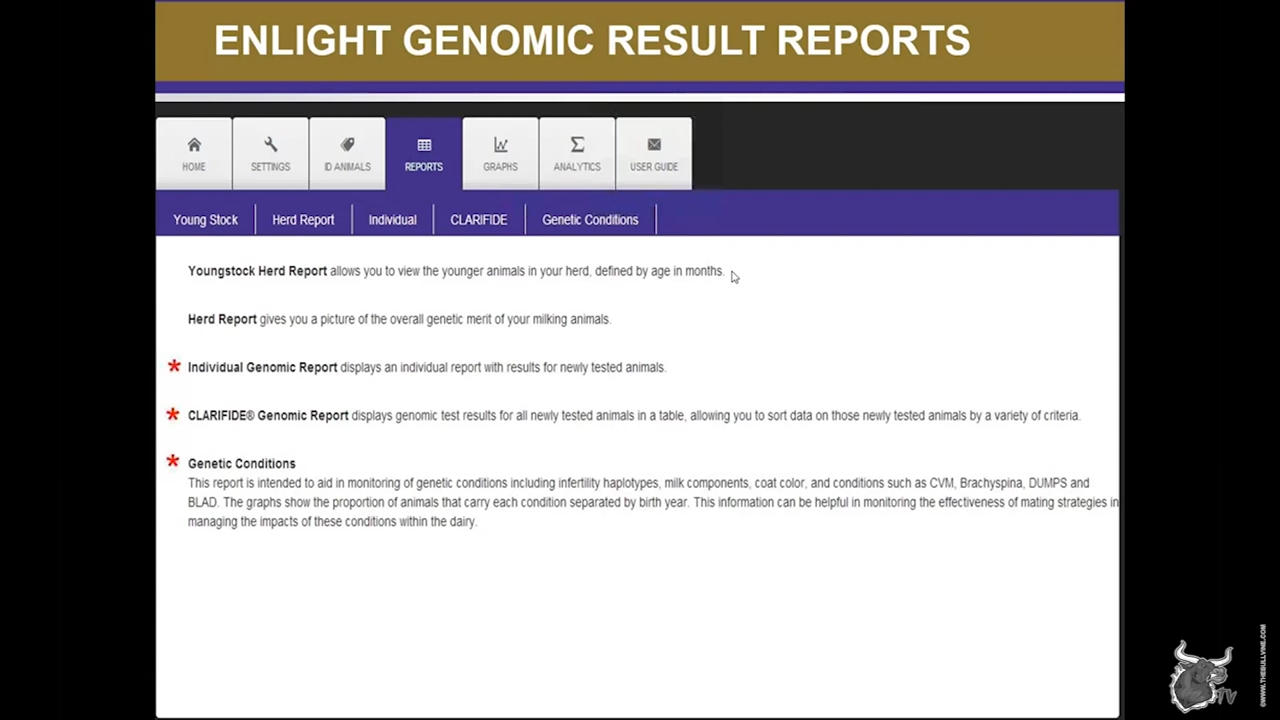 ENLIGHT GENOMIC RESULT REPORTS
HOME
SETTINGS
ID ANIMALS
REPORTS
GRAPHS
ANALYTICS
USER GUIDE
Young Stock
Herd Report
Individual
CLARIFIDE
Genetic Conditions
Youngstock Herd Report allows you to view the younger animals in your herd, defined by age in months.
Herd Report gives you a picture of the overall genetic merit of your milking animals.
* Individual Genomic Report displays an individual report with results for newly tested animals.
* CLARIFIDE® Genomic Report displays genomic test results for all newly tested animals in a table, allowing you to sort data on those newly tested animals by a variety of criteria.
* Genetic Conditions
This report is intended to aid in monitoring of genetic conditions including infertility haplotypes, milk components, coat color, and conditions such as CVM, Brachyspina, DUMPS and
BLAD. The graphs show the proportion of animals that carry each condition separated by birth year. This information can be helpful in monitoring the effectiveness of mating strategies in
managing the impacts of these conditions within the dairy.
TV
©WWW.THEBULLVINE.COM